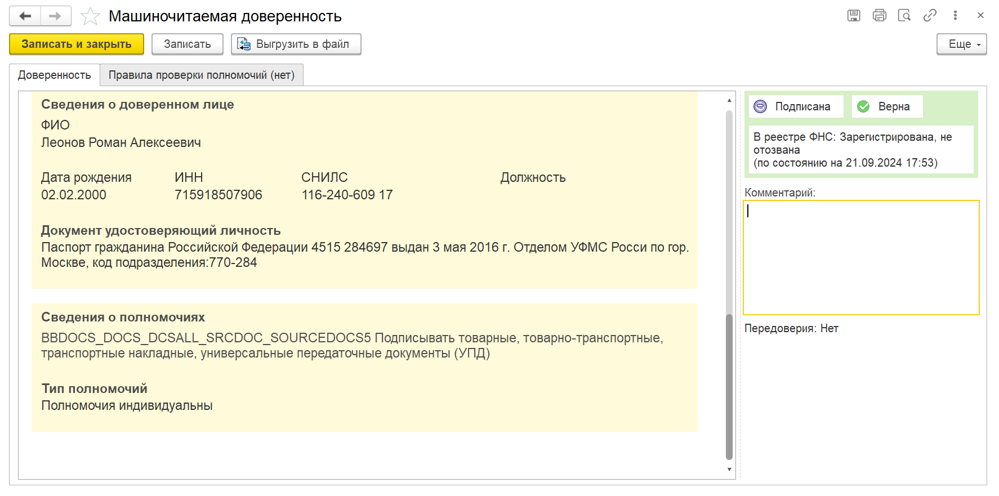 Машиночитаемая доверенность
Записать и закрыть
Записать
Выгрузить в файл
Еще
Доверенность
Правила проверки полномочий (нет)
Сведения о доверенном лице
ФИО
Леонов Роман Алексеевич
Дата рождения ИНН СНИЛС Должность
02.02.2000 715918507906 116-240-609 17
Документ удостоверяющий личность
Паспорт гражданина Российской Федерации 4515 284697 выдан 3 мая 2016 г. Отделом УФМС Росси по гор.
Москве, код подразделения:770-284
Сведения о полномочиях
BBDOCS_DOCS_DCSALL_SRCDOC_SOURCEDOCS5 Подписывать товарные, товарно-транспортные,
транспортные накладные, универсальные передаточные документы (УПД)
Тип полномочий
Полномочия индивидуальны
Подписана
Верна
В реестре ФНС: Зарегистрирована, не
отозвана
(по состоянию на 21.09.2024 17:53)
Комментарий:
Передоверия: Нет